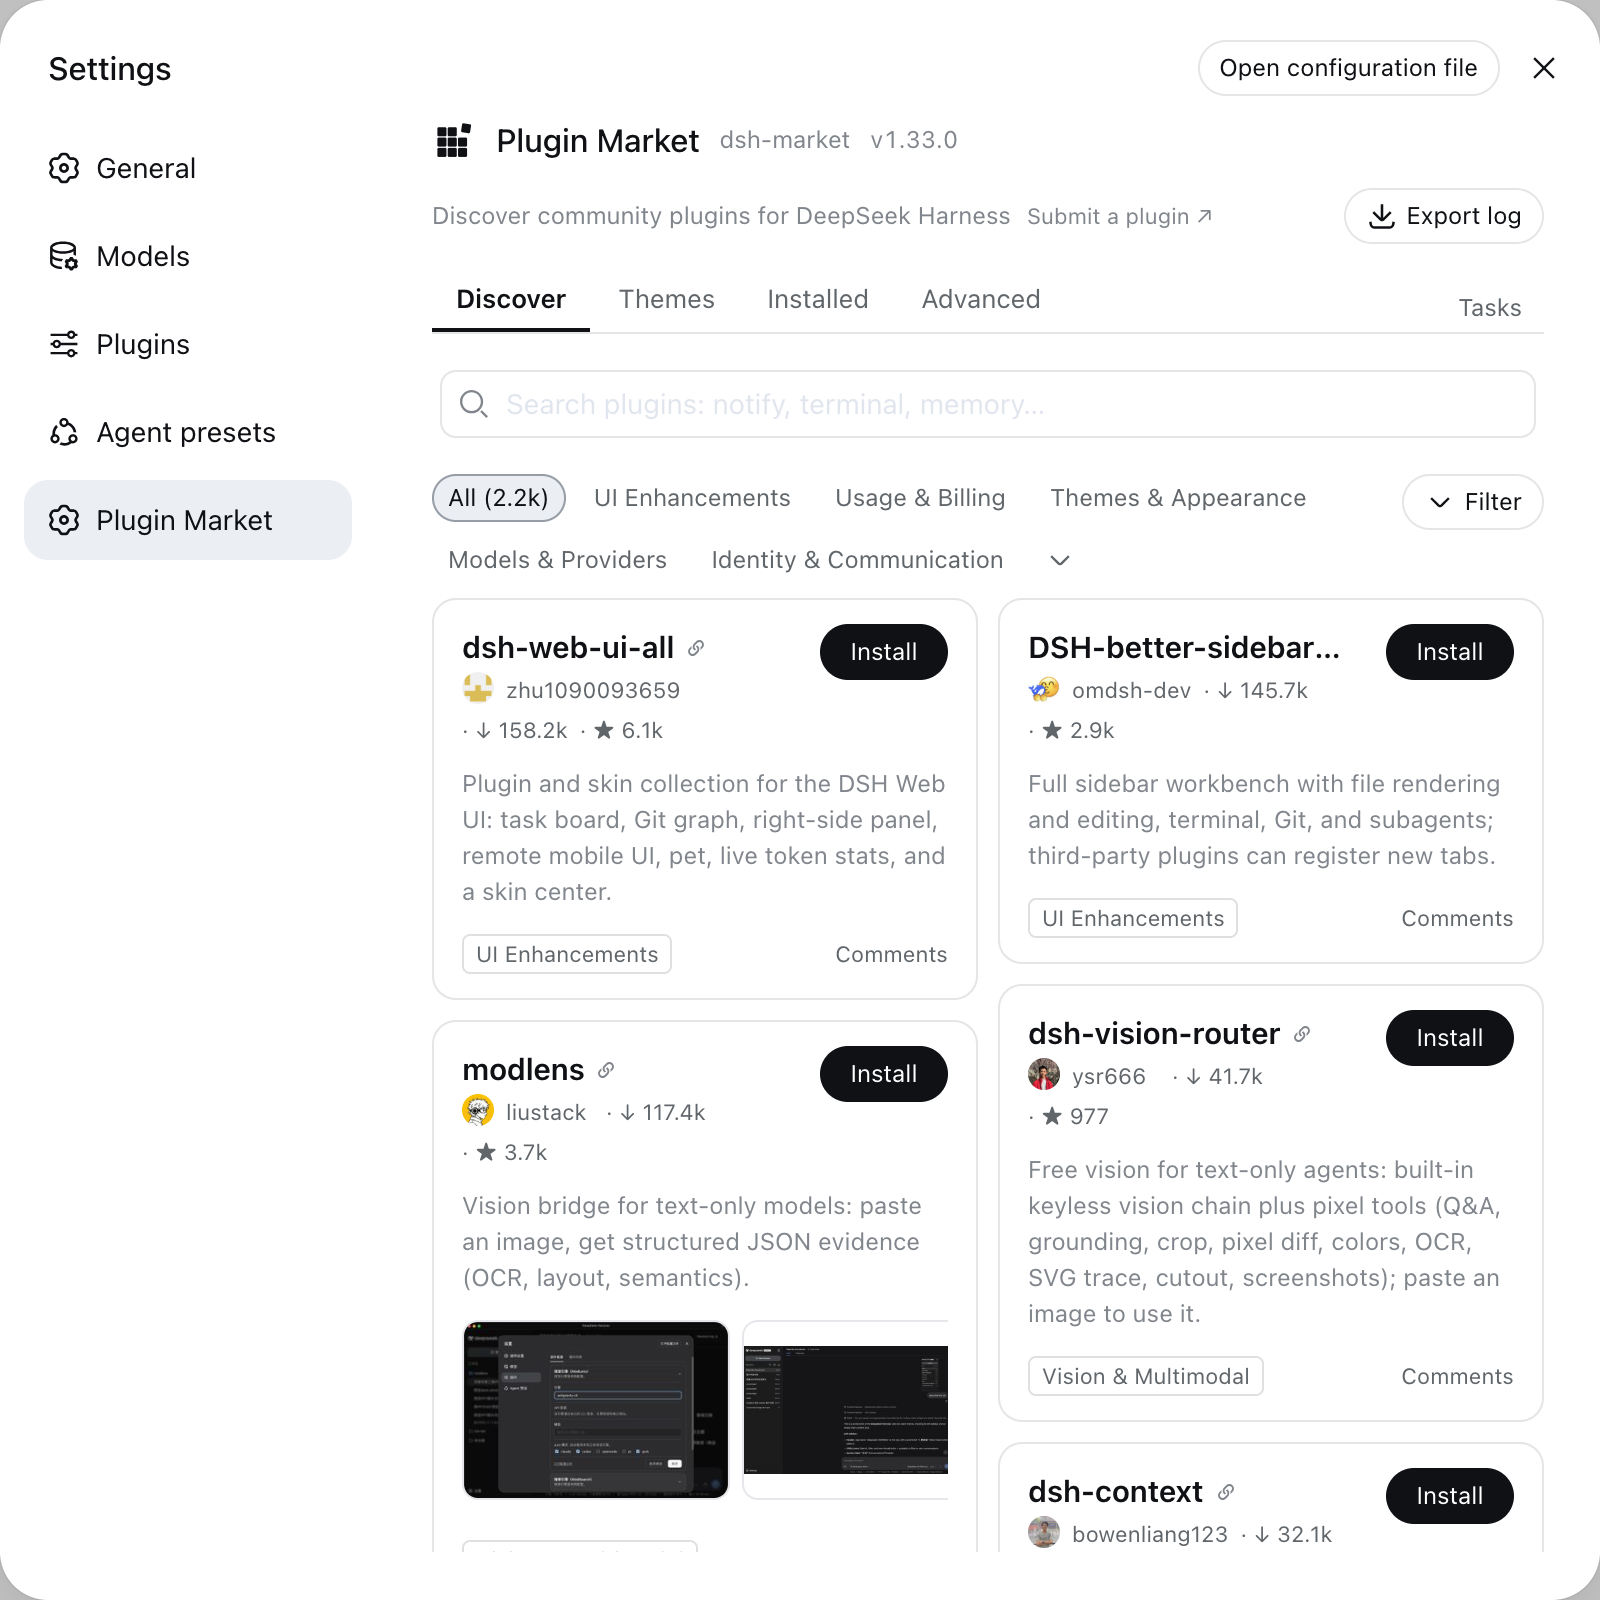 Settings
Open configuration file
General
Models
Plugins
Agent presets
Plugin Market
Plugin Market dsh-market v1.33.0
Discover community plugins for DeepSeek Harness Submit a plugin ↗
Export log
Discover Themes Installed Advanced
Tasks
Search plugins: notify, terminal, memory...
All (2.2k) UI Enhancements Usage & Billing Themes & Appearance
Filter
Models & Providers Identity & Communication
dsh-web-ui-all
Install
zhu1090093659
· ↓ 158.2k · ★ 6.1k
Plugin and skin collection for the DSH Web
UI: task board, Git graph, right-side panel,
remote mobile UI, pet, live token stats, and
a skin center.
UI Enhancements
Comments
DSH-better-sidebar...
Install
omdsh-dev · ↓ 145.7k
· ★ 2.9k
Full sidebar workbench with file rendering
and editing, terminal, Git, and subagents;
third-party plugins can register new tabs.
UI Enhancements
Comments
modlens
Install
liustack · ↓ 117.4k
· ★ 3.7k
Vision bridge for text-only models: paste
an image, get structured JSON evidence
(OCR, layout, semantics).
dsh-vision-router
Install
ysr666 · ↓ 41.7k
· ★ 977
Free vision for text-only agents: built-in
keyless vision chain plus pixel tools (Q&A,
grounding, crop, pixel diff, colors, OCR,
SVG trace, cutout, screenshots); paste an
image to use it.
Vision & Multimodal
Comments
dsh-context
Install
bowenliang123 · ↓ 32.1k